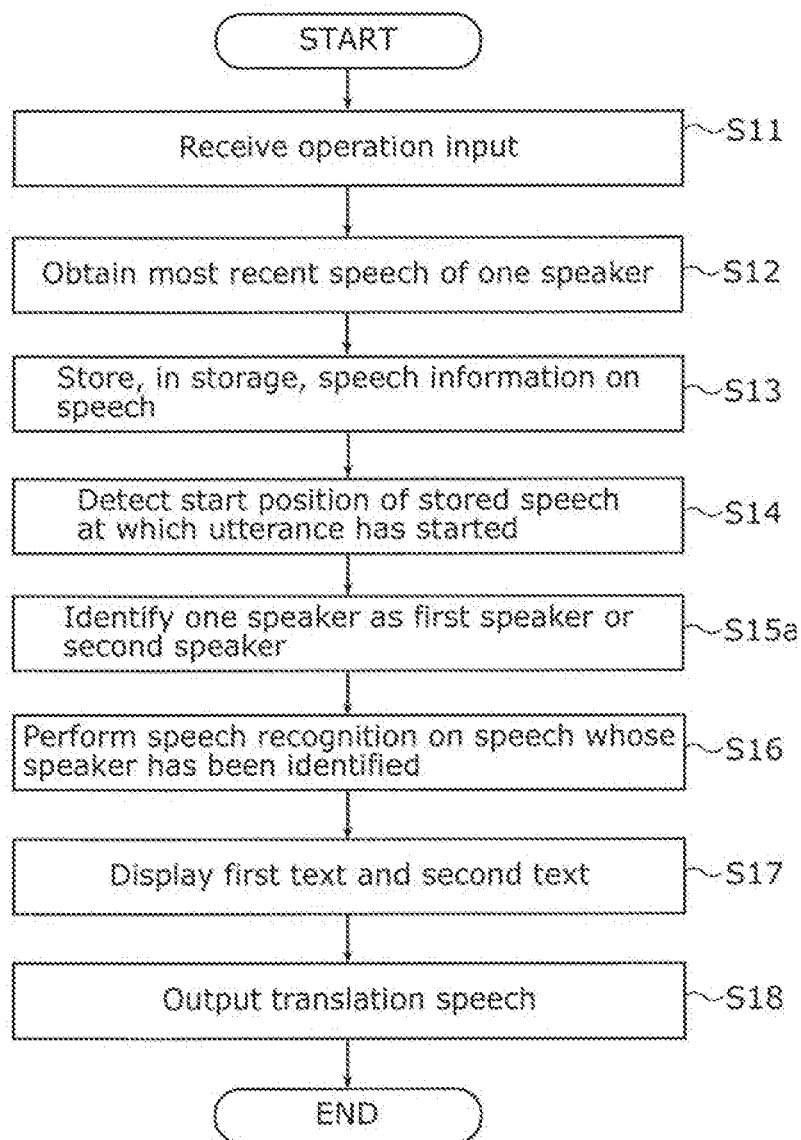 START
Receive operation input
S11
Obtain most recent speech of one speaker
S12
Store, in storage, speech information on
speech
S13
Detect start position of stored speech
at which utterance has started
S14
Identify one speaker as first speaker or
second speaker
S15a
Perform speech recognition on speech whose
speaker has been identified
S16
Display first text and second text
S17
Output translation speech
S18
END